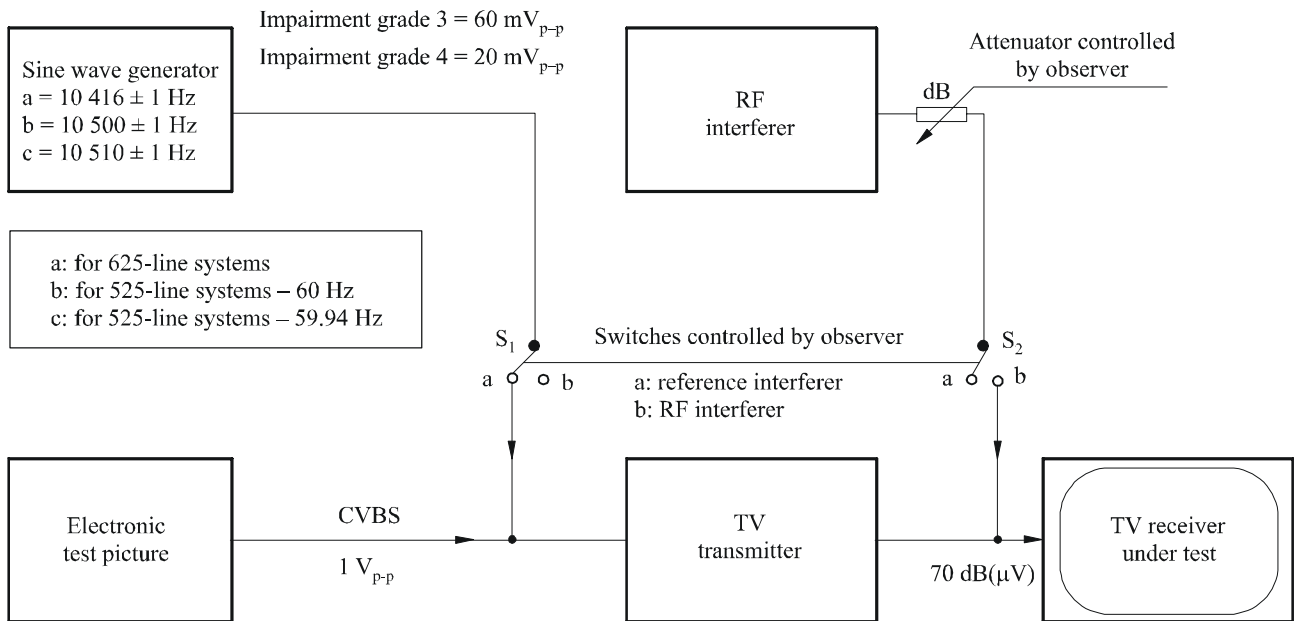 Impairment grade 3 = 60 mVp–p
Impairment grade 4 = 20 mVp–p
Sine wave generator
a = 10 416 ± 1 Hz
b = 10 500 ± 1 Hz
c = 10 510 ± 1 Hz
RF
interferer
dB
Attenuator controlled
by observer
a: for 625-line systems
b: for 525-line systems – 60 Hz
c: for 525-line systems – 59.94 Hz
S1
a
b
Switches controlled by observer
a: reference interferer
b: RF interferer
S2
a
b
Electronic
test picture
CVBS
1 Vp-p
TV
transmitter
70 dB(µV)
TV receiver
under test